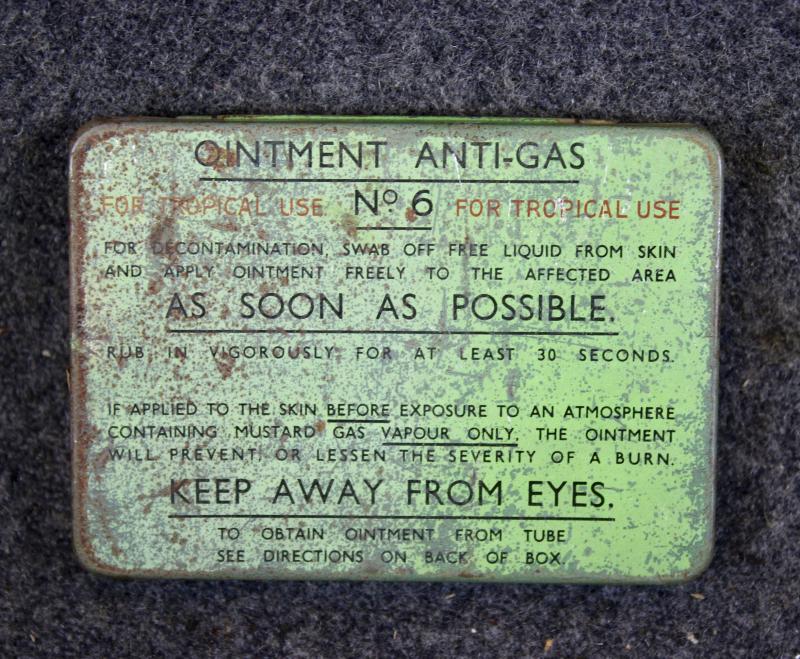 OINTMENT ANTI-GAS
FOR TROPICAL USE Nº 6 FOR TROPICAL USE
FOR DECONTAMINATION, SWAB OFF FREE LIQUID FROM SKIN
AND APPLY OINTMENT FREELY TO THE AFFECTED AREA
AS SOON AS POSSIBLE.
RUB IN VIGOROUSLY FOR AT LEAST 30 SECONDS.
IF APPLIED TO THE SKIN BEFORE EXPOSURE TO AN ATMOSPHERE
CONTAINING MUSTARD GAS VAPOUR ONLY, THE OINTMENT
WILL PREVENT, OR LESSEN THE SEVERITY OF A BURN.
KEEP AWAY FROM EYES.
TO OBTAIN OINTMENT FROM TUBE
SEE DIRECTIONS ON BACK OF BOX